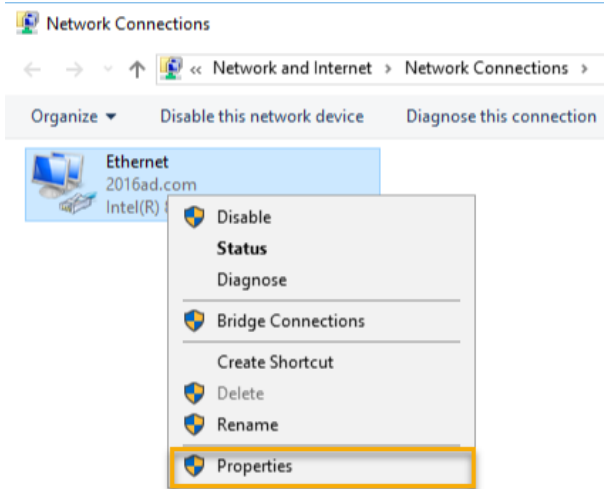 Network Connections
« Network and Internet > Network Connections >
Organize Disable this network device Diagnose this connection
Ethernet
2016ad.com
Intel(R)
Disable
Status
Diagnose
Bridge Connections
Create Shortcut
Delete
Rename
Properties